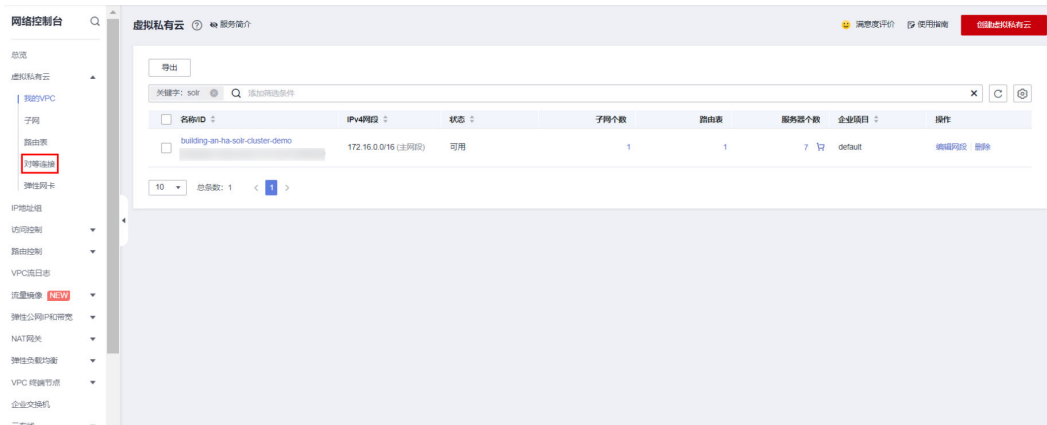 网络控制台
总览
虚拟私有云
我的VPC
子网
路由表
对等连接
弹性网卡
IP地址组
访问控制
路由控制
VPC流日志
流量镜像 NEW
弹性公网IP和带宽
NAT网关
弹性负载均衡
VPC 终端节点
企业交换机
虚拟私有云 服务简介
满意度评价 使用指南 创建虚拟私有云
导出
关键字: solr 添加筛选条件
名称/ID IPv4网段 状态 子网个数 路由表 服务器个数 企业项目 操作
building-an-ha-solr-cluster-demo 172.16.0.0/16 (主网段) 可用 1 1 7 default 编辑网段 删除
10 总条数: 1 < 1 >